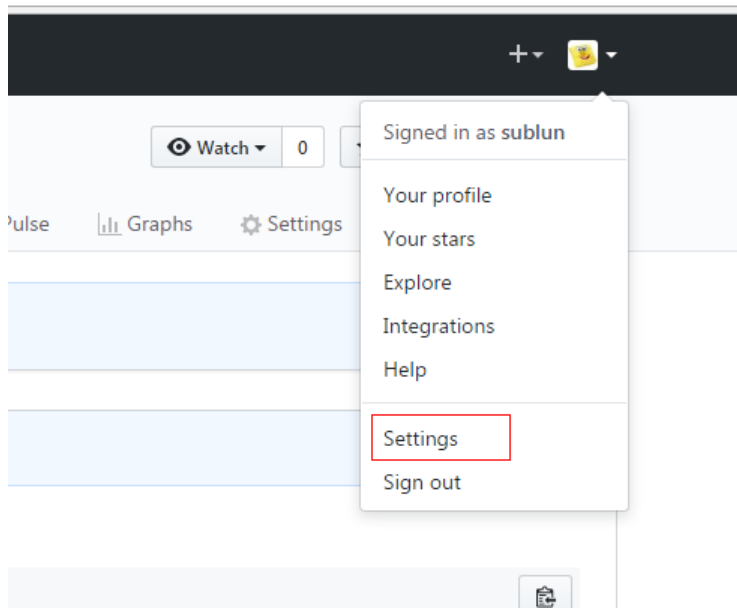 Signed in as sublun
Watch 0
Your profile
Pulse Graphs Settings
Your stars
Explore
Integrations
Help
Settings
Sign out